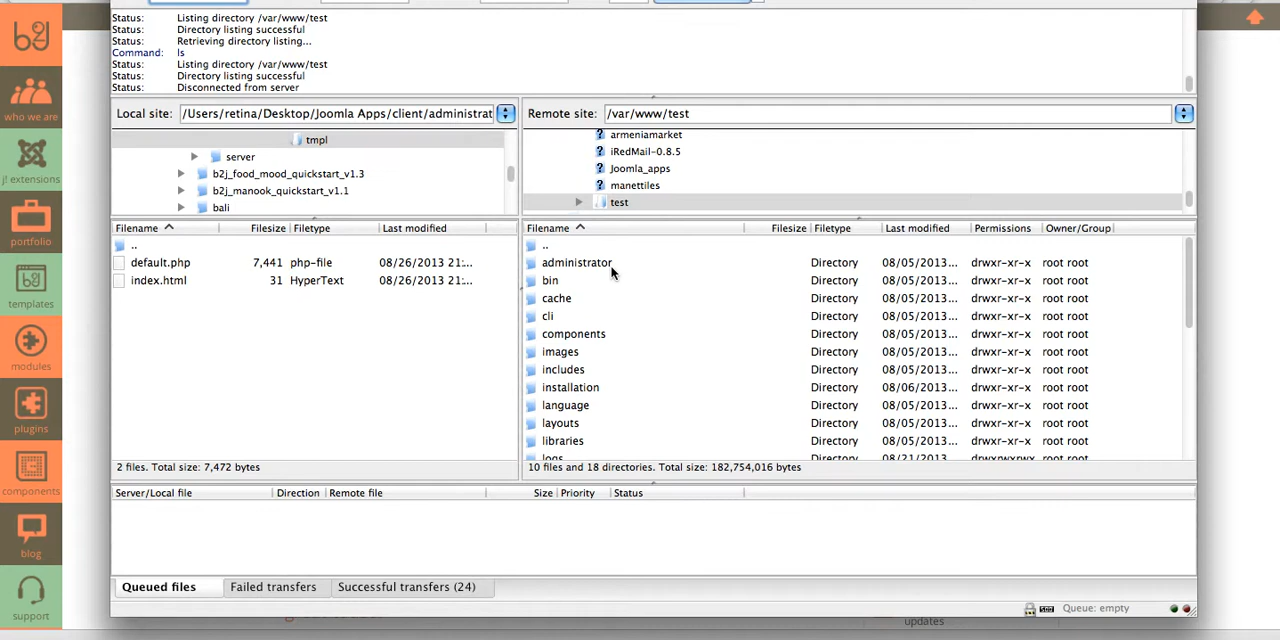 Status: Listing directory /var/www/test
Status: Directory listing successful
Status: Retrieving directory listing...
Command: ls
Status: Listing directory /var/www/test
Status: Directory listing successful
Status: Disconnected from server
Local site: /Users/retina/Desktop/Joomla Apps/client/administrat
Remote site: /var/www/test
tmpl
server
b2j_food_mood_quickstart_v1.3
b2j_manook_quickstart_v1.1
bali
armeniamarket
iRedMail-0.8.5
Joomla_apps
manettiles
test
Filename Filesize Filetype Last modified
..
default.php 7,441 php-file 08/26/2013 21:...
index.html 31 HyperText 08/26/2013 21:...
2 files. Total size: 7,472 bytes
Filename Filesize Filetype Last modified Permissions Owner/Group
..
administrator Directory 08/05/2013... drwxr-xr-x root root
bin Directory 08/05/2013... drwxr-xr-x root root
cache Directory 08/05/2013... drwxr-xr-x root root
cli Directory 08/05/2013... drwxr-xr-x root root
components Directory 08/05/2013... drwxr-xr-x root root
images Directory 08/05/2013... drwxr-xr-x root root
includes Directory 08/05/2013... drwxr-xr-x root root
installation Directory 08/06/2013... drwxr-xr-x root root
language Directory 08/05/2013... drwxr-xr-x root root
layouts Directory 08/05/2013... drwxr-xr-x root root
libraries Directory 08/05/2013... drwxr-xr-x root root
logs Directory 08/21/2013... drwxrwxrwx root root
10 files and 18 directories. Total size: 182,754,016 bytes
Server/Local file Direction Remote file Size Priority Status
Queued files Failed transfers Successful transfers (24)
Queue: empty
b2j
who we are
j! extensions
portfolio
b2j
templates
modules
plugins
components
blog
support
updates